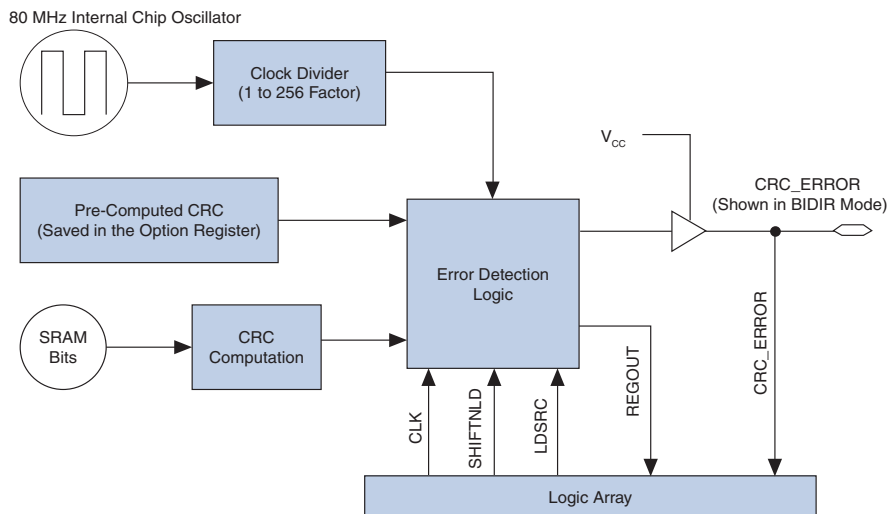 80 MHz Internal Chip Oscillator
Clock Divider
(1 to 256 Factor)
VCC
CRC_ERROR
(Shown in BIDIR Mode)
Pre-Computed CRC
(Saved in the Option Register)
Error Detection
Logic
SRAM
Bits
CRC
Computation
CLK
SHIFTNLD
LDSRC
REGOUT
CRC_ERROR
Logic Array